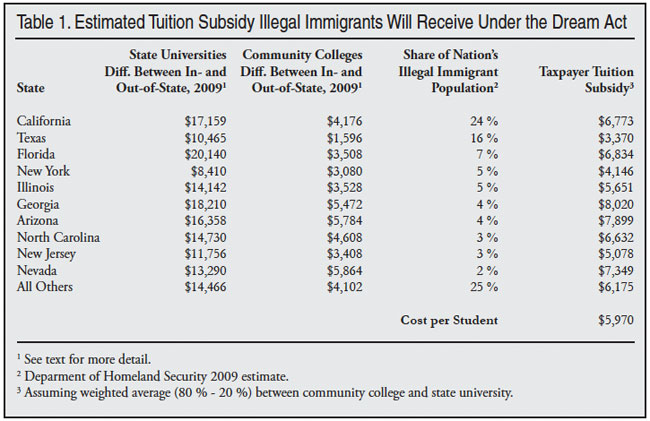 Table 1. Estimated Tuition Subsidy Illegal Immigrants Will Receive Under the Dream Act
State Universities Community Colleges Share of Nation's
Diff. Between In- and Diff. Between In- and Illegal Immigrant Taxpayer Tuition
State Out-of-State, 2009¹ Out-of-State, 2009¹ Population² Subsidy³
California $17,159 $4,176 24 % $6,773
Texas $10,465 $1,596 16 % $3,370
Florida $20,140 $3,508 7 % $6,834
New York $8,410 $3,080 5 % $4,146
Illinois $14,142 $3,528 5 % $5,651
Georgia $18,210 $5,472 4 % $8,020
Arizona $16,358 $5,784 4 % $7,899
North Carolina $14,730 $4,608 3 % $6,632
New Jersey $11,756 $3,408 3 % $5,078
Nevada $13,290 $5,864 2 % $7,349
All Others $14,466 $4,102 25 % $6,175
Cost per Student $5,970
¹ See text for more detail.
² Deparment of Homeland Security 2009 estimate.
³ Assuming weighted average (80 % - 20 %) between community college and state university.